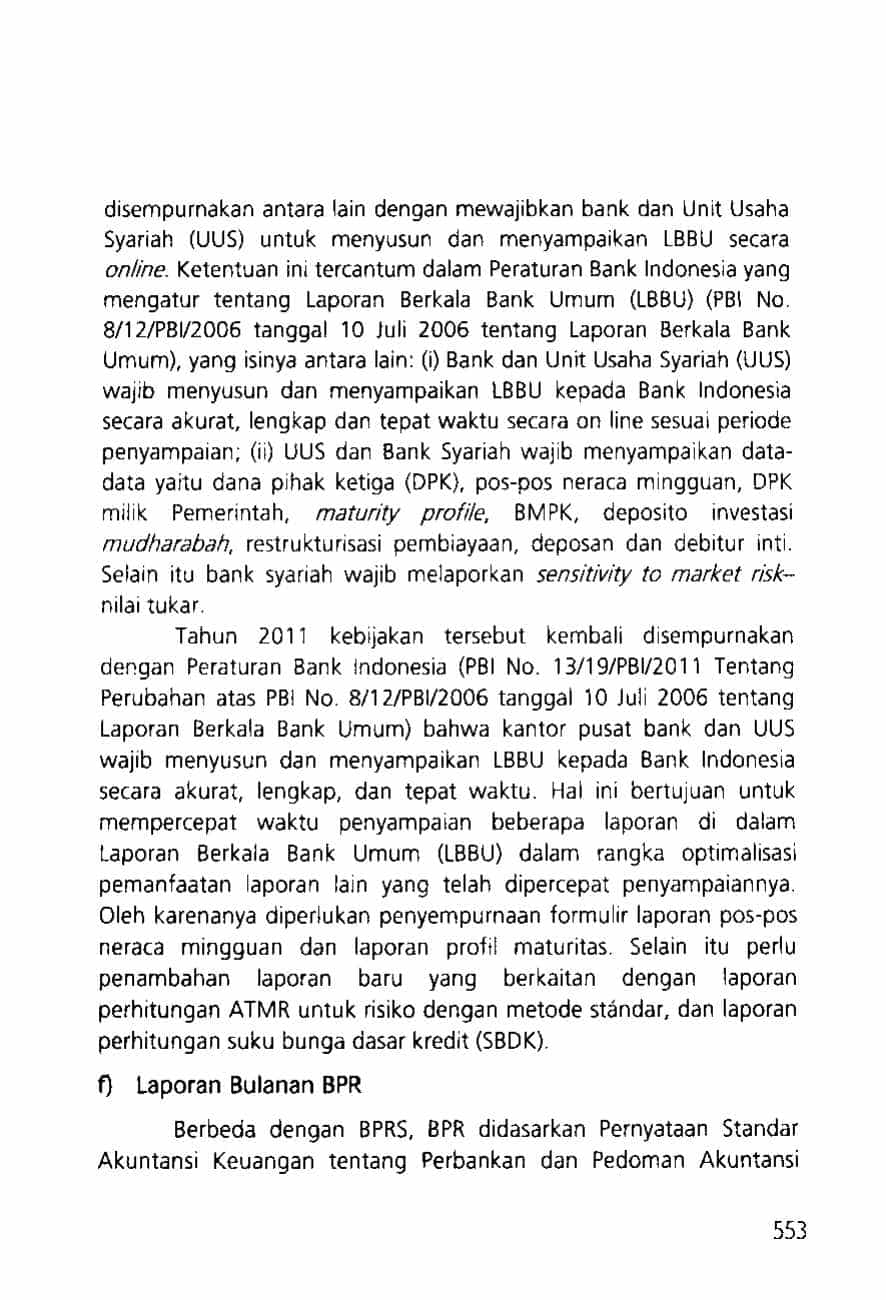 disempurnakan antara lain dengan mewajibkan bank dan Unit Usaha
Syariah (UUS) untuk menyusun dan menyampaikan LBBU secara
online. Ketentuan ini tercantum dalam Peraturan Bank Indonesia yang
mengatur tentang Laporan Berkala Bank Umum (LBBU) (PBI No.
8/12/PBI/2006 tanggal 10 Juli 2006 tentang Laporan Berkala Bank
Umum), yang isinya antara lain: (i) Bank dan Unit Usaha Syariah (UUS)
wajib menyusun dan menyampaikan LBBU kepada Bank Indonesia
secara akurat, lengkap dan tepat waktu secara on line sesuai periode
penyampaian; (ii) UUS dan Bank Syariah wajib menyampaikan data-
data yaitu dana pihak ketiga (DPK), pos-pos neraca mingguan, DPK
milik Pemerintah, maturity profile, BMPK, deposito investasi
mudharabah, restrukturisasi pembiayaan, deposan dan debitur inti.
Selain itu bank syariah wajib melaporkan sensitivity to market risk–
nilai tukar.
Tahun 2011 kebijakan tersebut kembali disempurnakan
dengan Peraturan Bank Indonesia (PBI No. 13/19/PBI/2011 Tentang
Perubahan atas PBI No. 8/12/PBI/2006 tanggal 10 Juli 2006 tentang
Laporan Berkala Bank Umum) bahwa kantor pusat bank dan UUS
wajib menyusun dan menyampaikan LBBU kepada Bank Indonesia
secara akurat, lengkap, dan tepat waktu. Hal ini bertujuan untuk
mempercepat waktu penyampaian beberapa laporan di dalam
Laporan Berkala Bank Umum (LBBU) dalam rangka optimalisasi
pemanfaatan laporan lain yang telah dipercepat penyampaiannya.
Oleh karenanya diperlukan penyempurnaan formulir laporan pos-pos
neraca mingguan dan laporan profil maturitas. Selain itu perlu
penambahan laporan baru yang berkaitan dengan laporan
perhitungan ATMR untuk risiko dengan metode stándar, dan laporan
perhitungan suku bunga dasar kredit (SBDK).
f) Laporan Bulanan BPR
Berbeda dengan BPRS, BPR didasarkan Pernyataan Standar
Akuntansi Keuangan tentang Perbankan dan Pedoman Akuntansi
553